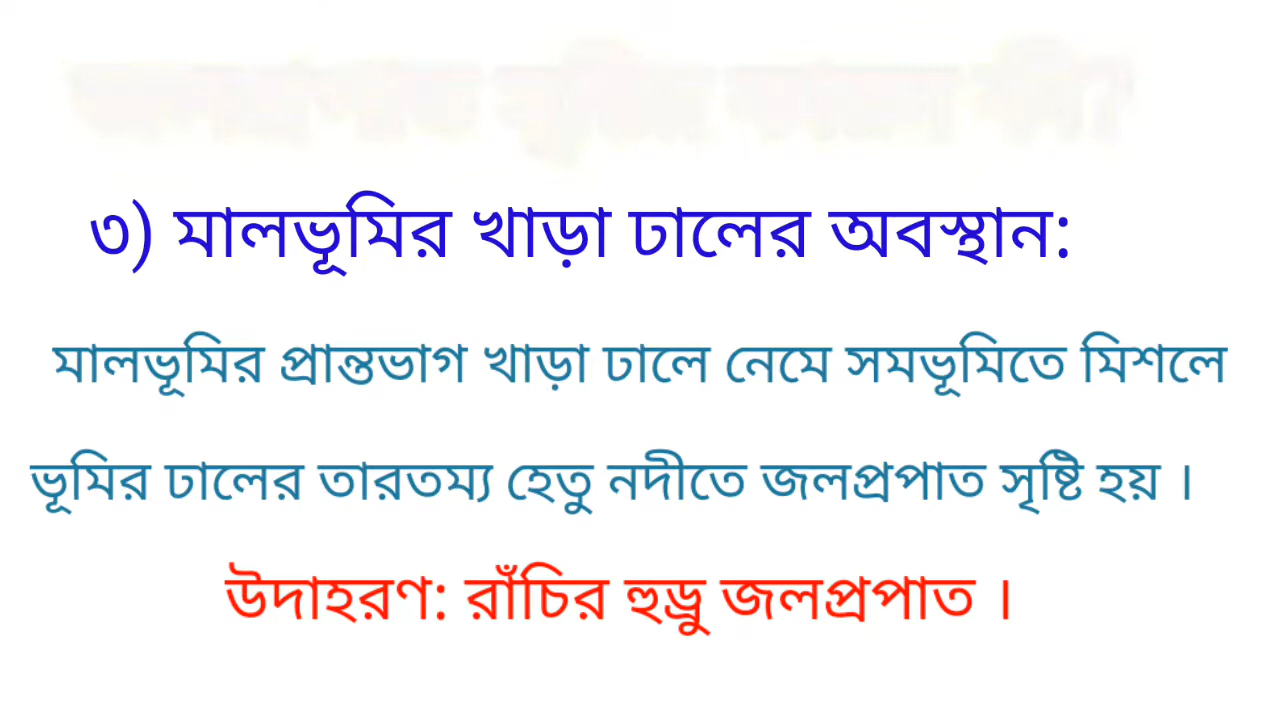 ৩) মালভূমির খাড়া ঢালের অবস্থান:
মালভূমির প্রান্তভাগ খাড়া ঢালে নেমে সমভূমিতে মিশলে
ভূমির ঢালের তারতম্য হেতু নদীতে জলপ্রপাত সৃষ্টি হয় ।
উদাহরণ: রাঁচির হুড্রু জলপ্রপাত ।